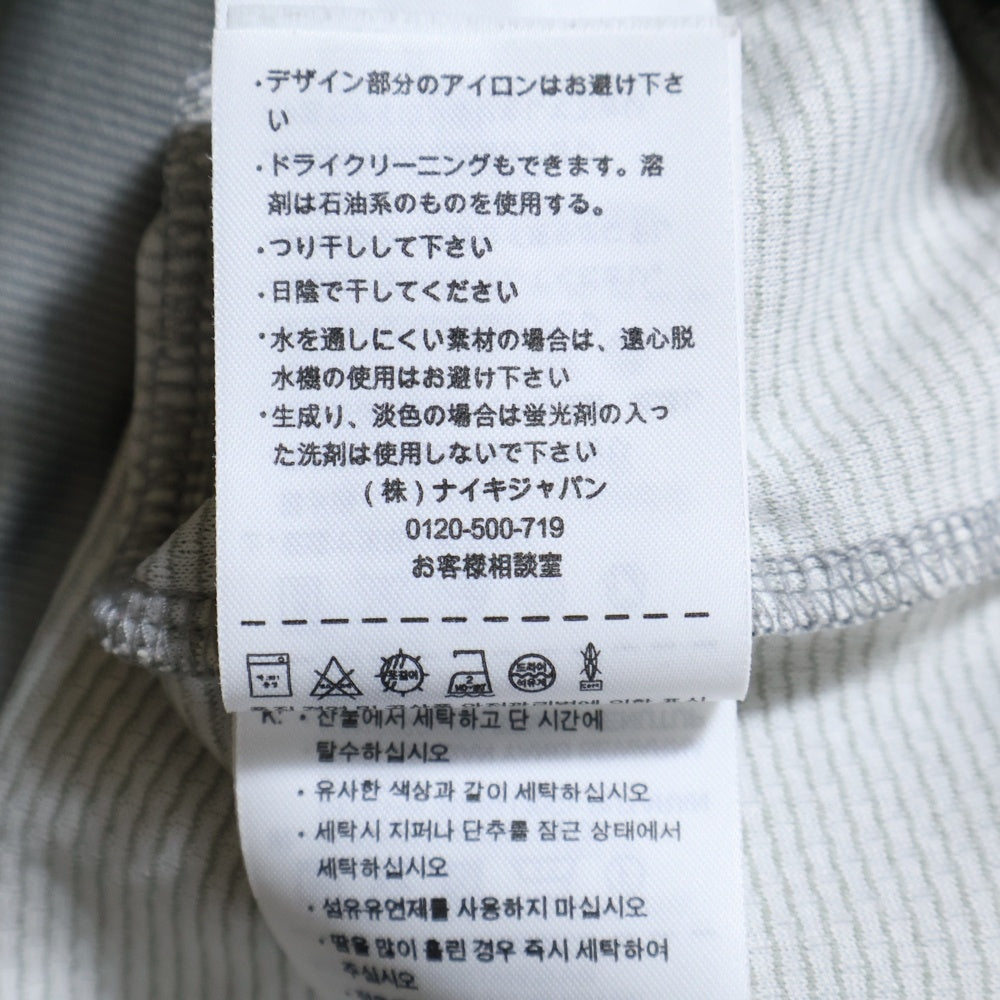 ・デザイン部分のアイロンはお避け下さ
い
・ドライクリーニングもできます。溶
剤は石油系のものを使用する。
・つり干しして下さい
・日陰で干してください
・水を通しにくい素材の場合は、遠心脱
水機の使用はお避け下さい
・生成り、淡色の場合は蛍光剤の入っ
た洗剤は使用しないで下さい
(株)ナイキジャパン
0120-500-719
お客様相談室
드라이
석유계
K: ・찬물에서 세탁하고 단 시간에
탈수하십시오
・유사한 색상과 같이 세탁하십시오
・세탁시 지퍼나 단추를 잠근 상태에서
세탁하십시오
・섬유유연제를 사용하지 마십시오
・땀을 많이 흘린 경우 즉시 세탁하여
주십시오